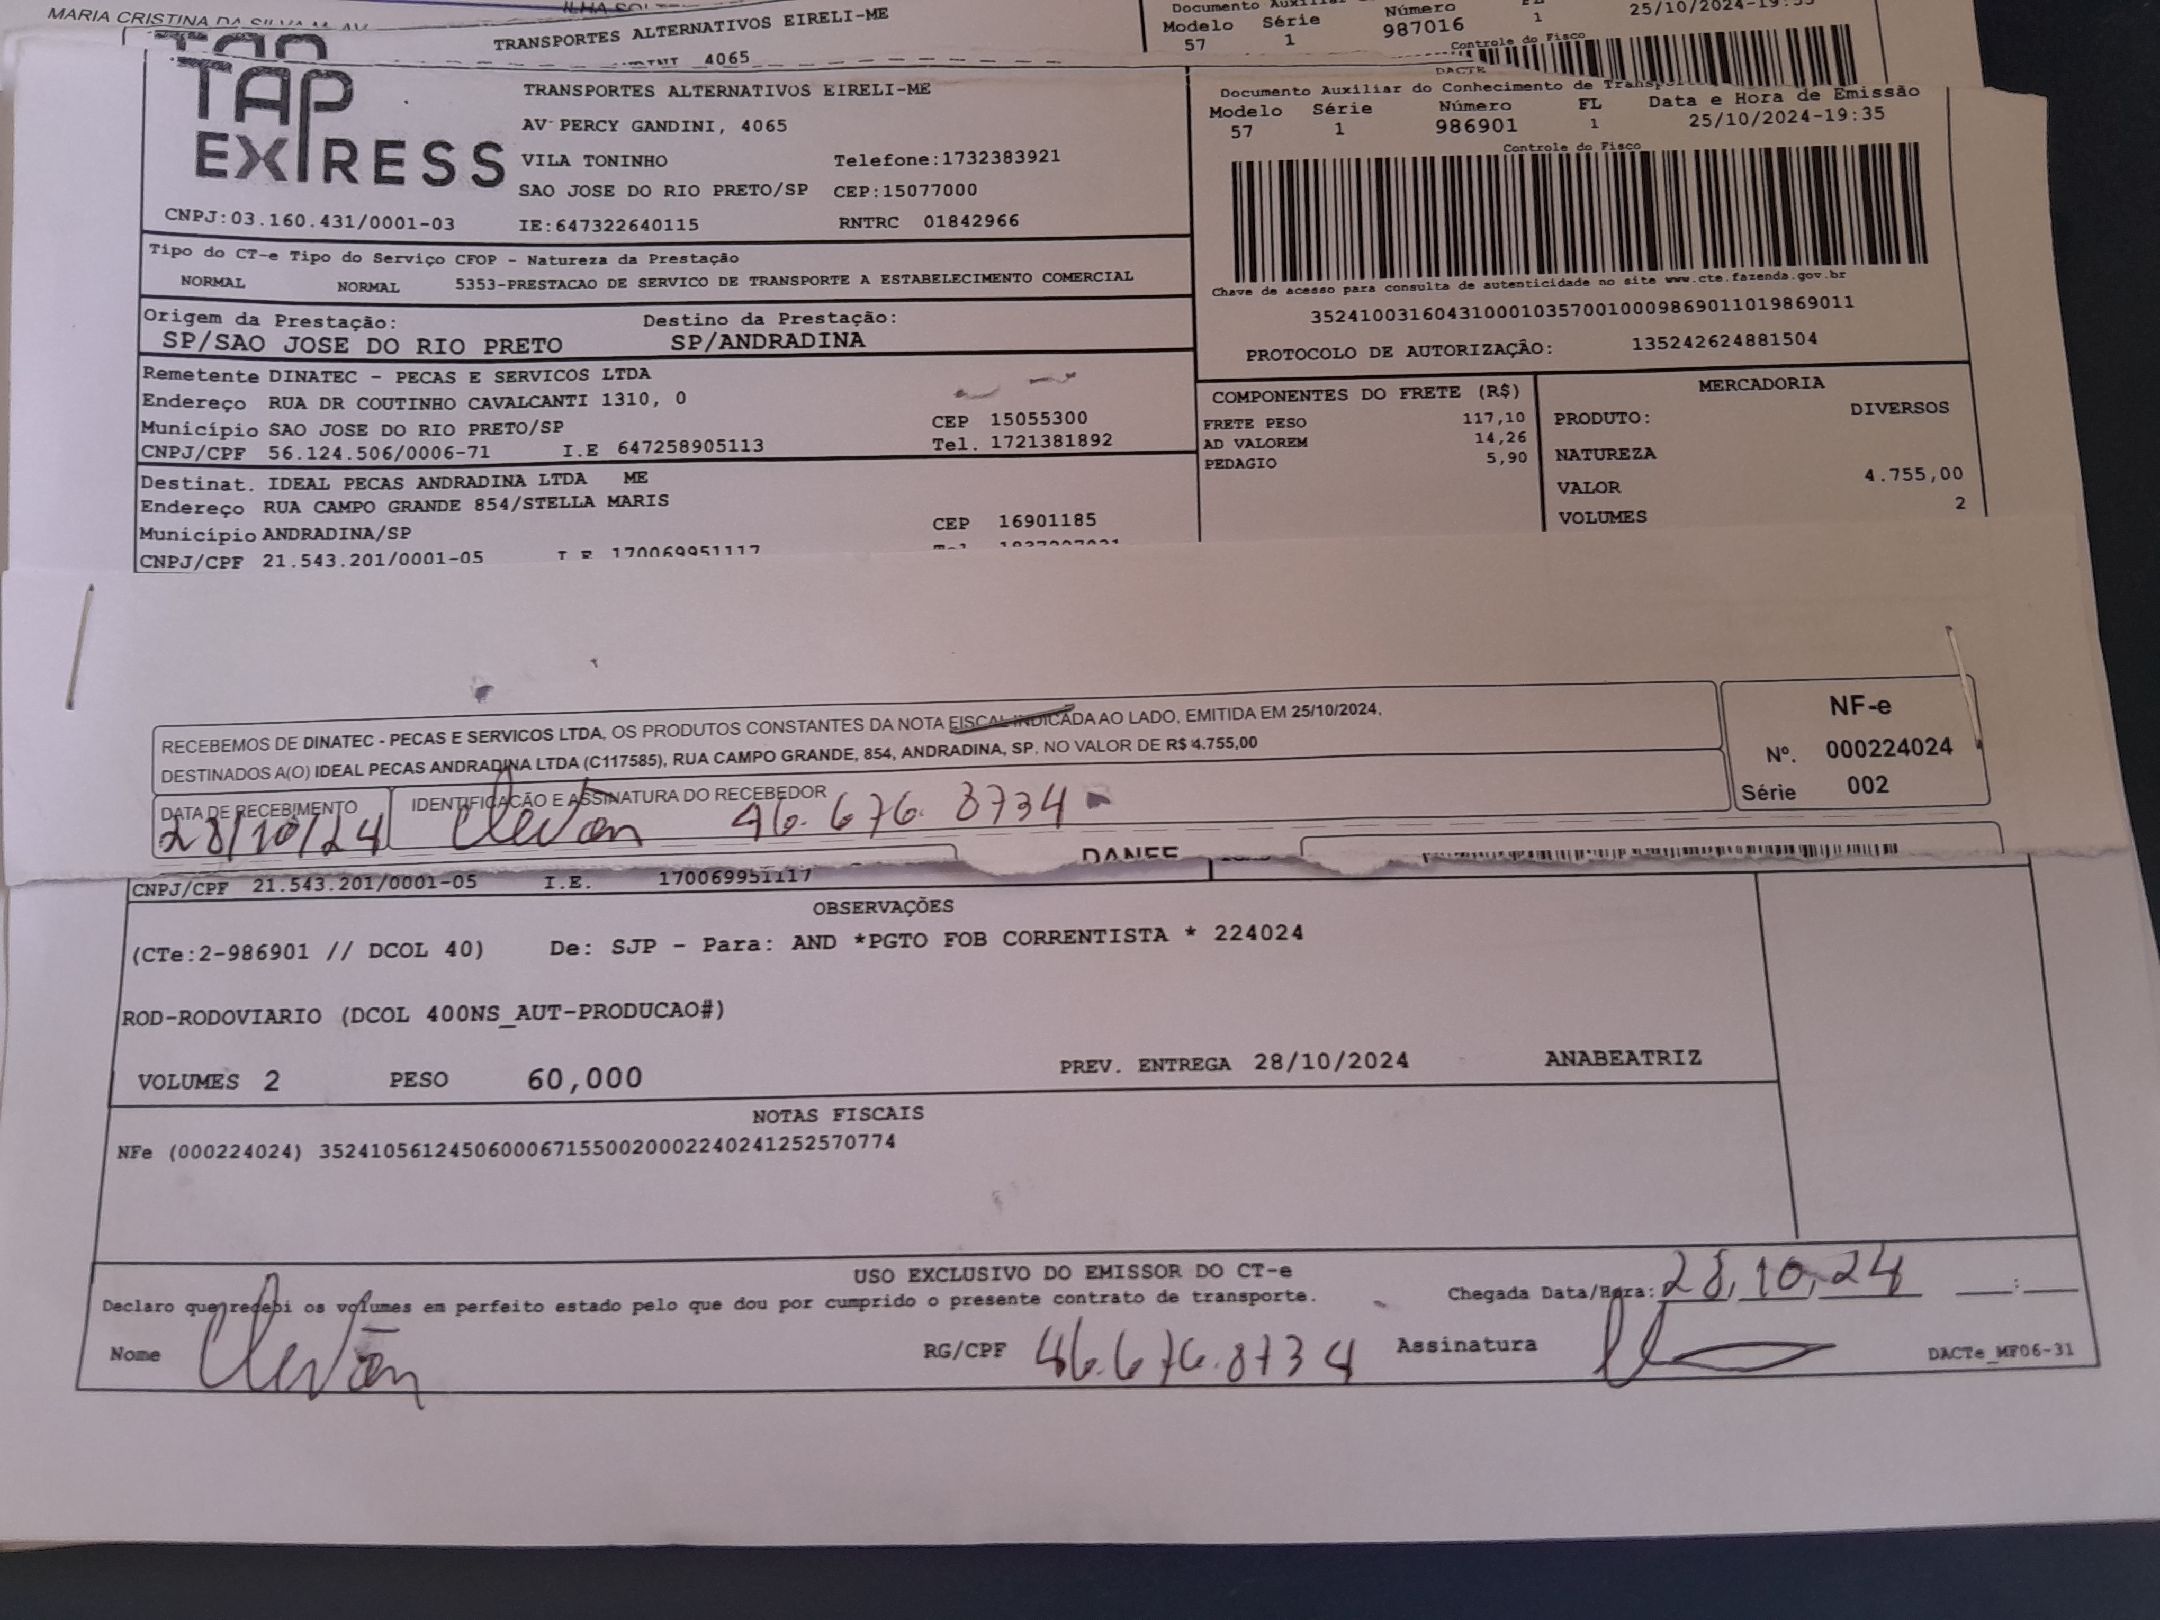 MARIA CRISTINA DA SILVA
TRANSPORTES ALTERNATIVOS EIRELI-ME
4065
Modelo Série Número
57 1 987016 1 25/10/2024-19:35
Controle do Fisco
TAP
EXPRESS
TRANSPORTES ALTERNATIVOS EIRELI-ME
AV PERCY GANDINI, 4065
VILA TONINHO Telefone:1732383921
SAO JOSE DO RIO PRETO/SP CEP:15077000
CNPJ:03.160.431/0001-03 IE:647322640115 RNTRC 01842966
DACTE
Documento Auxiliar do Conhecimento de
Modelo Série Número FL Data e Hora de Emissão
57 1 986901 1 25/10/2024-19:35
Controle do Fisco
Chave de acesso para consulta de autenticidade no site www.cte.fazenda.gov.br
35241003160431000103570010009869011019869011
PROTOCOLO DE AUTORIZAÇÃO: 135242624881504
Tipo do CT-e Tipo do Serviço CFOP - Natureza da Prestação
NORMAL NORMAL 5353-PRESTACAO DE SERVICO DE TRANSPORTE A ESTABELECIMENTO COMERCIAL
Origem da Prestação: Destino da Prestação:
SP/SAO JOSE DO RIO PRETO SP/ANDRADINA
Remetente DINATEC - PECAS E SERVICOS LTDA
Endereço RUA DR COUTINHO CAVALCANTI 1310, 0
Município SAO JOSE DO RIO PRETO/SP CEP 15055300
CNPJ/CPF 56.124.506/0006-71 I.E 647258905113 Tel. 1721381892
Destinat. IDEAL PECAS ANDRADINA LTDA ME
Endereço RUA CAMPO GRANDE 854/STELLA MARIS
Município ANDRADINA/SP CEP 16901185
CNPJ/CPF 21.543.201/0001-05 I E 170069951117
COMPONENTES DO FRETE (R$)
FRETE PESO 117,10
AD VALOREM 14,26
PEDAGIO 5,90
MERCADORIA
PRODUTO: DIVERSOS
NATUREZA
VALOR 4.755,00
VOLUMES 2
RECEBEMOS DE DINATEC - PECAS E SERVICOS LTDA, OS PRODUTOS CONSTANTES DA NOTA FISCAL INDICADA AO LADO, EMITIDA EM 25/10/2024,
DESTINADOS A(O) IDEAL PECAS ANDRADINA LTDA (C117585), RUA CAMPO GRANDE, 854, ANDRADINA, SP, NO VALOR DE R$ 4.755,00
NF-e
Nº. 000224024
Série 002
DATA DE RECEBIMENTO IDENTIFICAÇÃO E ASSINATURA DO RECEBEDOR
28/10/24 46.676.8734
DANFE
CNPJ/CPF 21.543.201/0001-05 I.E. 170069951117
OBSERVAÇÕES
(CTe:2-986901 // DCOL 40) De: SJP - Para: AND *PGTO FOB CORRENTISTA * 224024
ROD-RODOVIARIO (DCOL 400NS_AUT-PRODUCAO#)
VOLUMES 2 PESO 60,000 PREV. ENTREGA 28/10/2024 ANABEATRIZ
NOTAS FISCAIS
NFe (000224024) 35241056124506000671550020002240241252570774
USO EXCLUSIVO DO EMISSOR DO CT-e
Declaro que recebi os volumes em perfeito estado pelo que dou por cumprido o presente contrato de transporte. Chegada Data/Hora: 28,10,24 :
Nome RG/CPF 46.676.8734 Assinatura DACTe_MF06-31